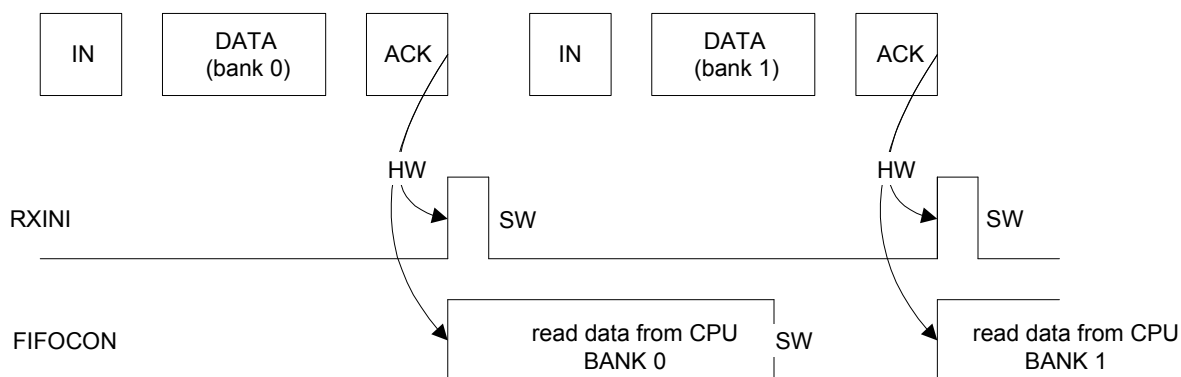 IN
DATA
(bank 0)
ACK
IN
DATA
(bank 1)
ACK
HW
HW
RXINI
SW
SW
FIFOCON
read data from CPU
BANK 0
SW
read data from CPU
BANK 1